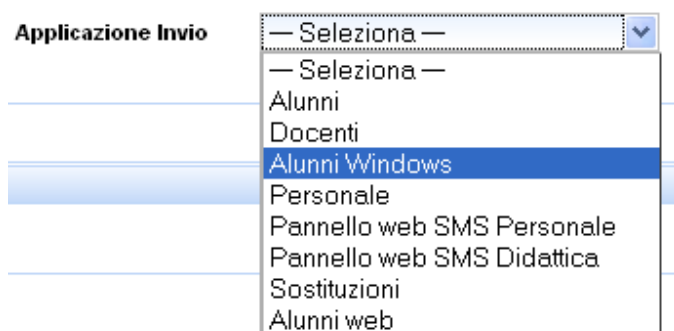 Applicazione Invio
— Seleziona —
— Seleziona —
Alunni
Docenti
Alunni Windows
Personale
Pannello web SMS Personale
Pannello web SMS Didattica
Sostituzioni
Alunni web